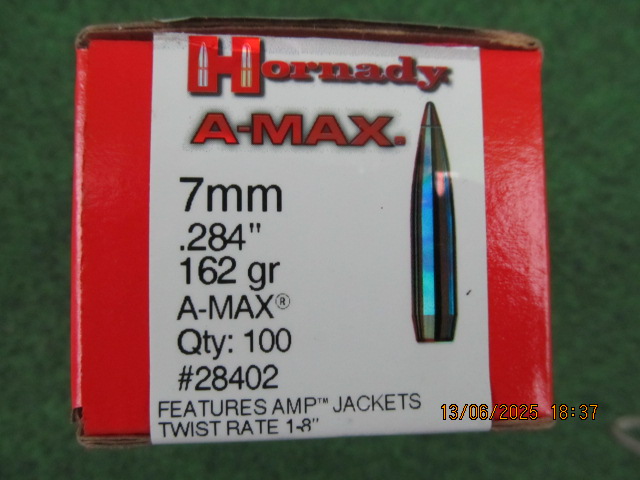 Hornady
A-MAX.
7mm
.284"
162 gr
A-MAX®
Qty: 100
#28402
FEATURES AMP™ JACKETS
TWIST RATE 1-8"
13/06/2025 18:37